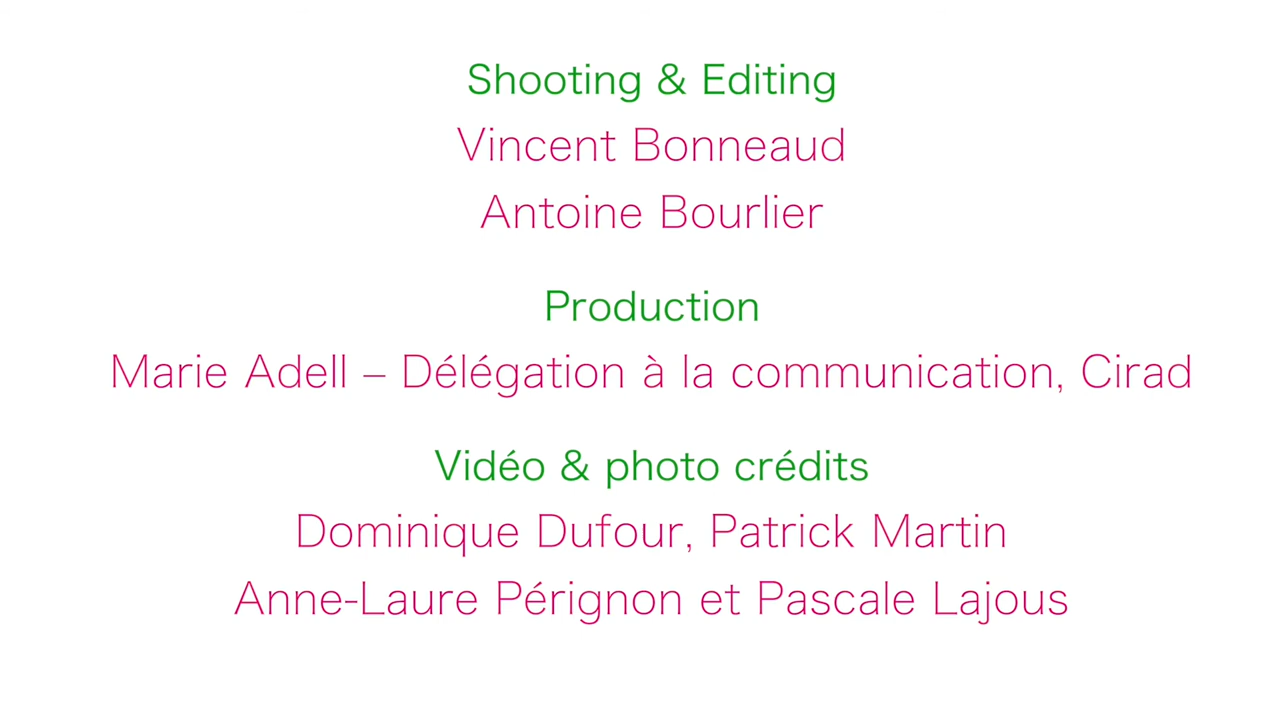 Shooting & Editing
Vincent Bonneaud
Antoine Bourlier
Production
Marie Adell – Délégation à la communication, Cirad
Vidéo & photo crédits
Dominique Dufour, Patrick Martin
Anne-Laure Pérignon et Pascale Lajous